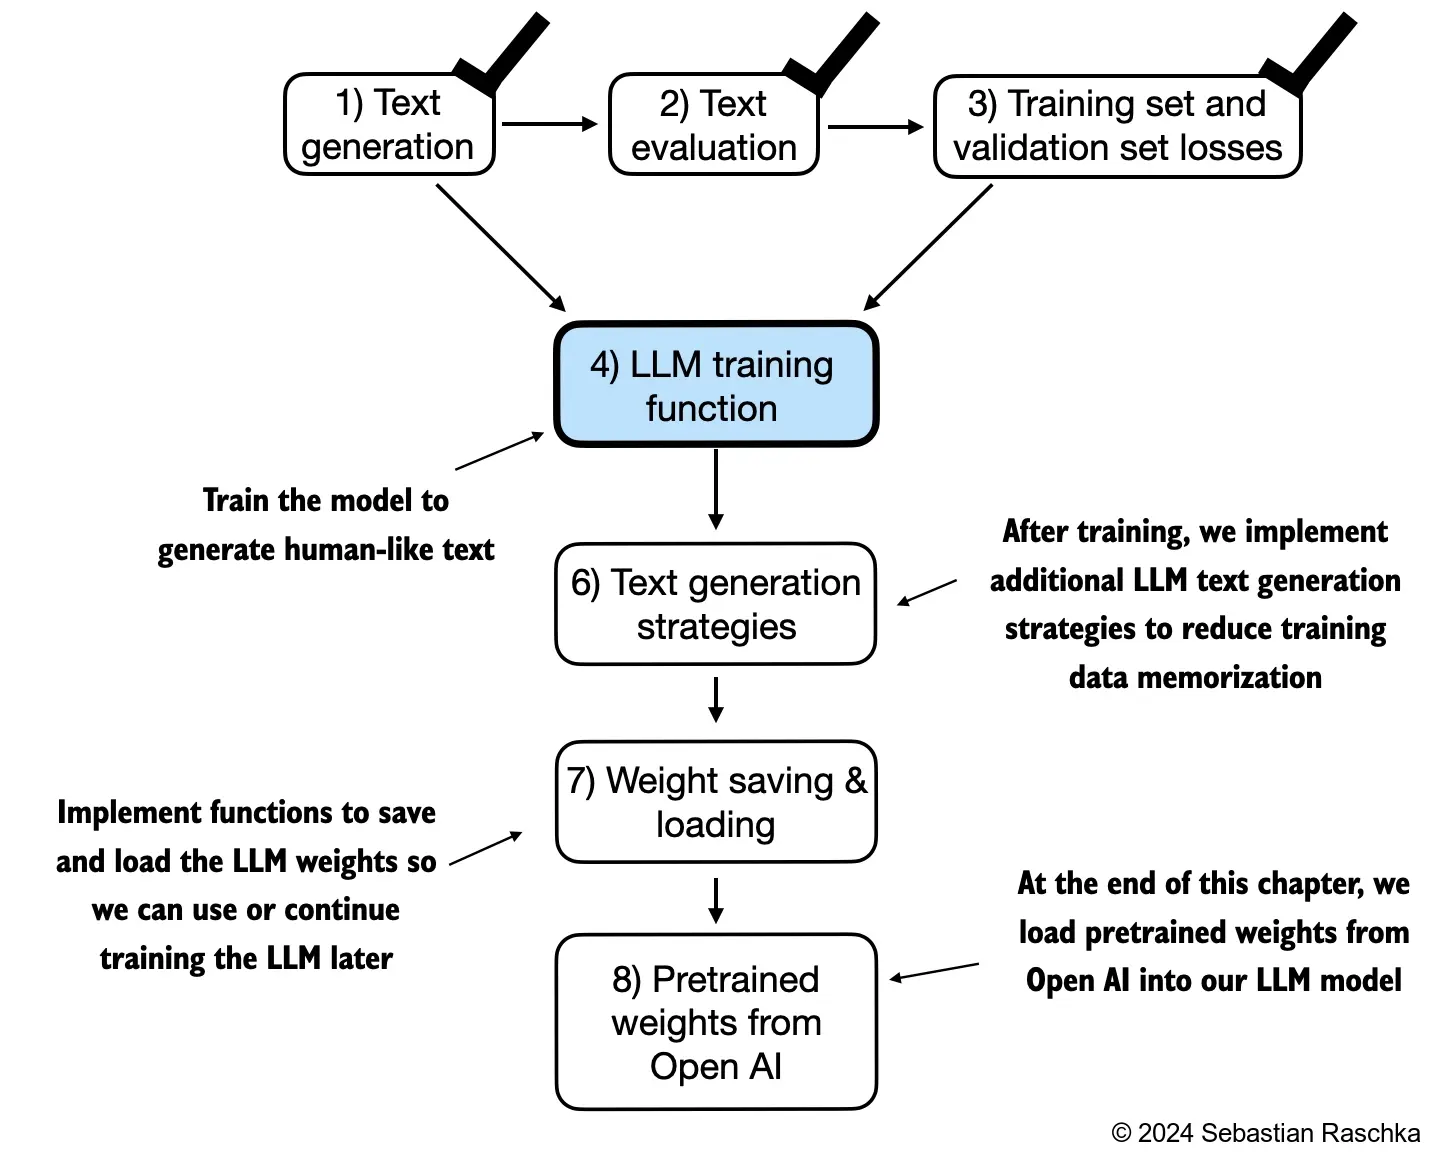 1) Text
generation
2) Text
evaluation
3) Training set and
validation set losses
4) LLM training
function
Train the model to
generate human-like text
6) Text generation
strategies
After training, we implement
additional LLM text generation
strategies to reduce training
data memorization
7) Weight saving &
loading
Implement functions to save
and load the LLM weights so
we can use or continue
training the LLM later
8) Pretrained
weights from
Open AI
At the end of this chapter, we
load pretrained weights from
Open AI into our LLM model
© 2024 Sebastian Raschka